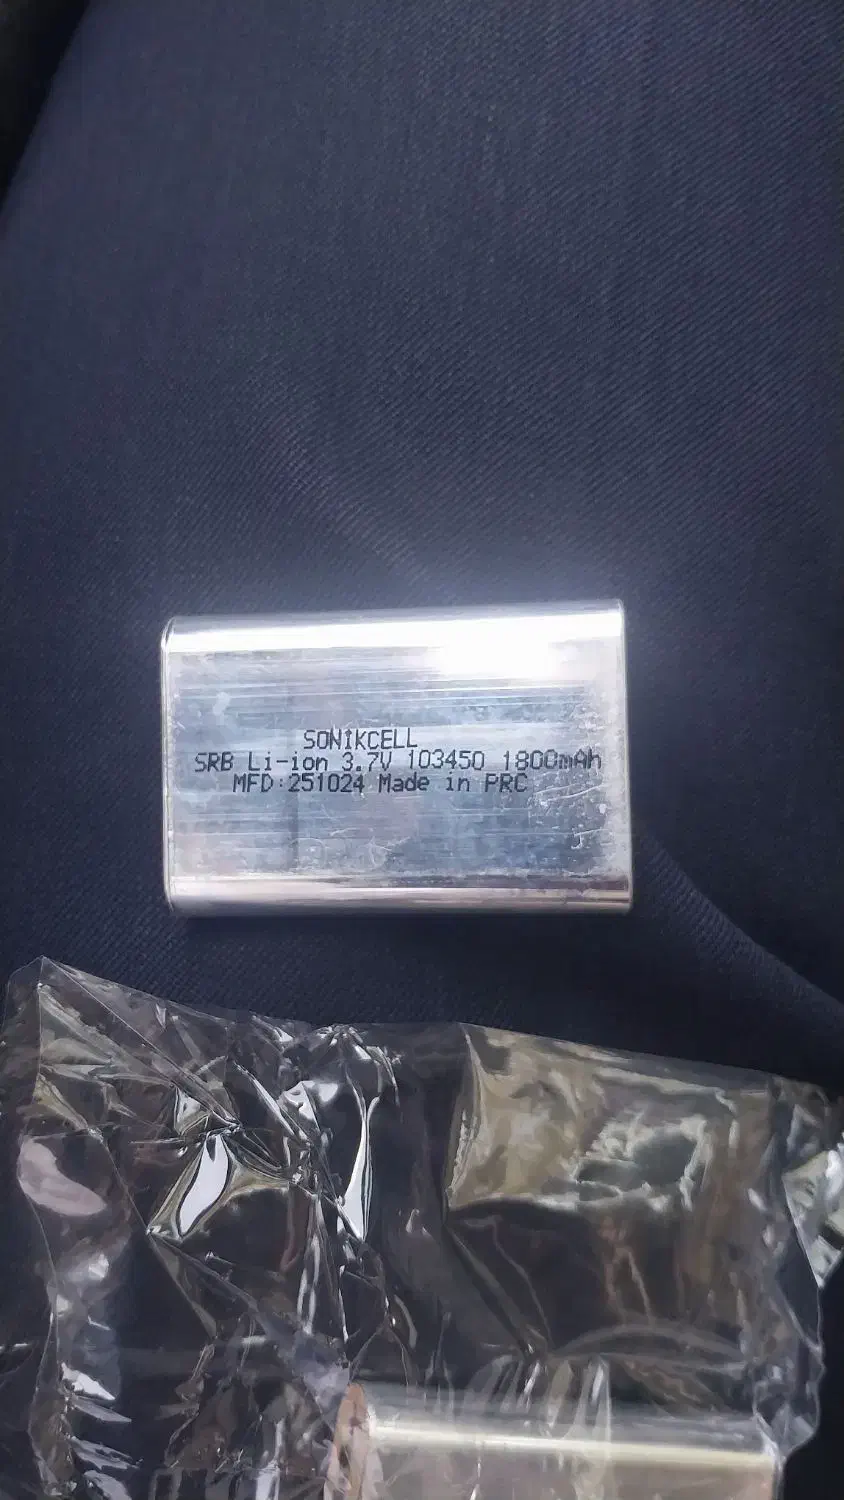 SONIKCELL
SRB Li-ion 3.7V 103450 1800mAh
MFD:251024 Made in PRC